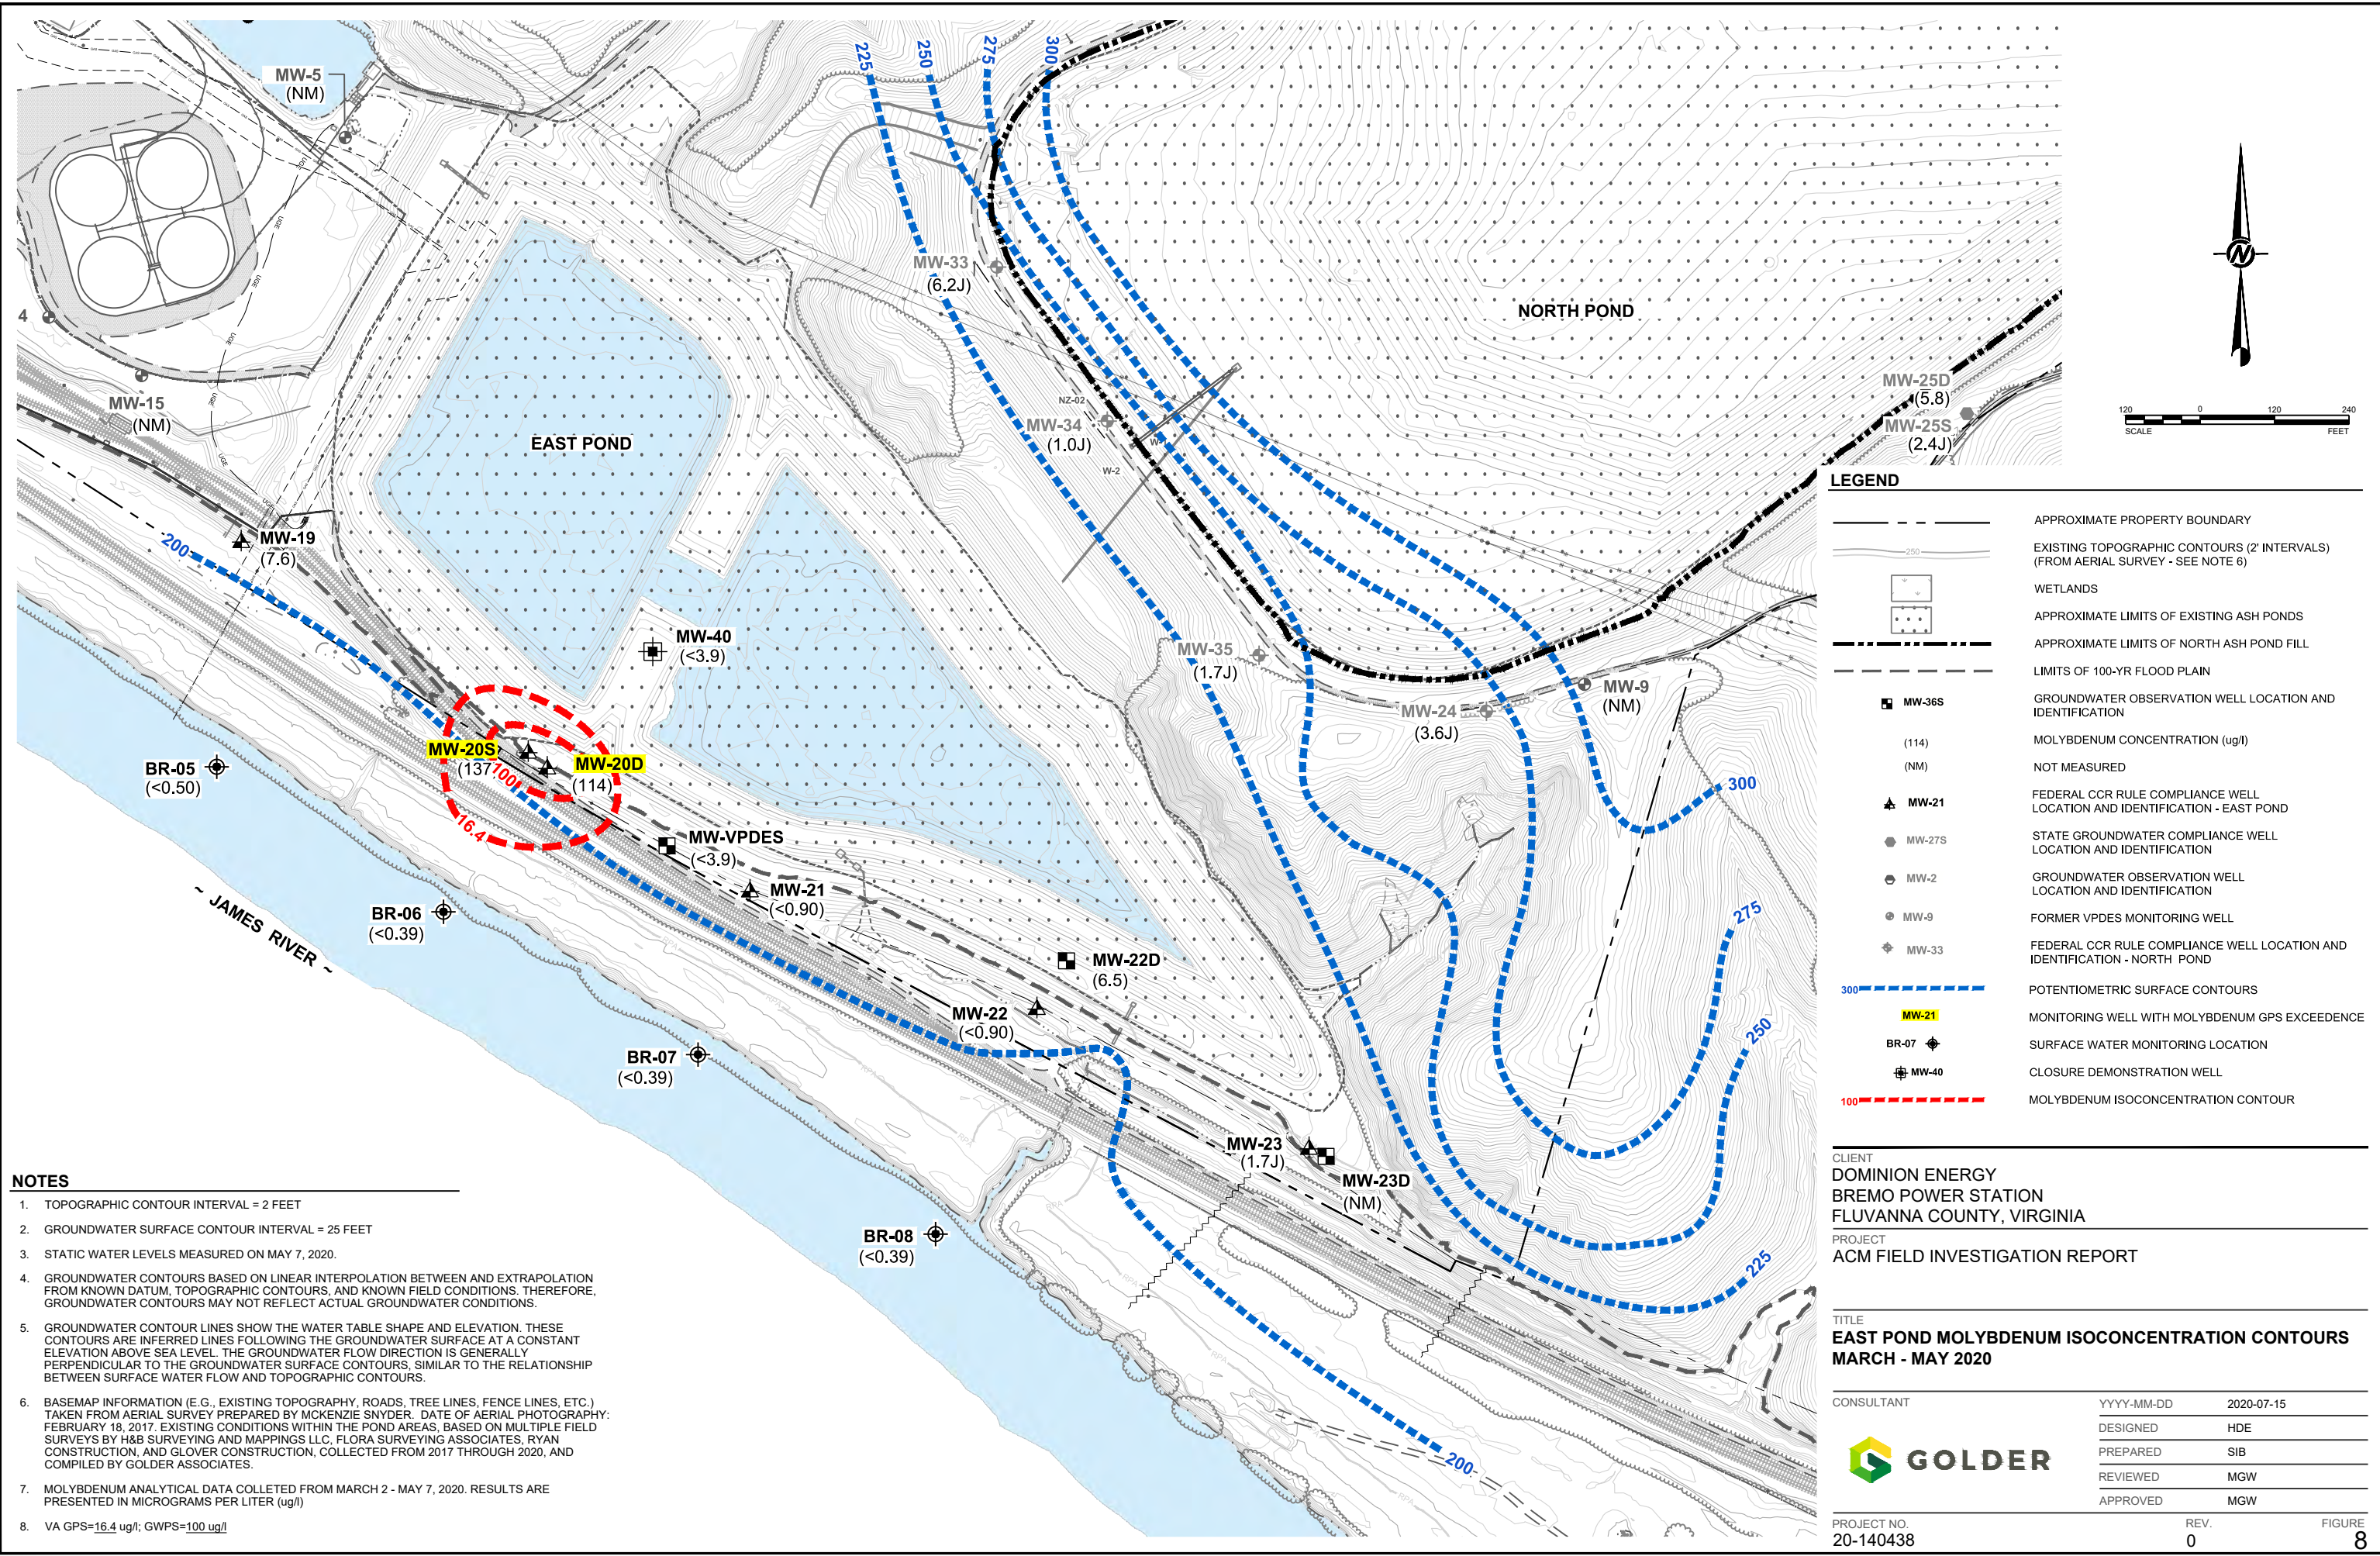 225
250
275
300
MW-5
(NM)
4
MW-15
(NM)
UGE
UGE
UGE
UGE
UGE
UGE
MW-33
(6.2J)
NORTH POND
N
120 0 120 240
SCALE FEET
MW-25D
(5.8)
MW-25S
(2.4J)
NZ-02
MW-34
(1.0J)
W-2
EAST POND
200
MW-19
(7.6)
MW-40
(<3.9)
MW-35
(1.7J)
MW-9
(NM)
MW-24
(3.6J)
MW-20S
(137)
100
MW-20D
(114)
16.4
BR-05
(<0.50)
300
MW-VPDES
(<3.9)
MW-21
(<0.90)
~ JAMES RIVER ~
BR-06
(<0.39)
275
MW-22D
(6.5)
MW-22
(<0.90)
250
BR-07
(<0.39)
MW-23
(1.7J)
MW-23D
(NM)
BR-08
(<0.39)
225
200
RPA
RPA
RPA
RPA
RPA
RPA
NOTES
1. TOPOGRAPHIC CONTOUR INTERVAL = 2 FEET
2. GROUNDWATER SURFACE CONTOUR INTERVAL = 25 FEET
3. STATIC WATER LEVELS MEASURED ON MAY 7, 2020.
4. GROUNDWATER CONTOURS BASED ON LINEAR INTERPOLATION BETWEEN AND EXTRAPOLATION
FROM KNOWN DATUM, TOPOGRAPHIC CONTOURS, AND KNOWN FIELD CONDITIONS. THEREFORE,
GROUNDWATER CONTOURS MAY NOT REFLECT ACTUAL GROUNDWATER CONDITIONS.
5. GROUNDWATER CONTOUR LINES SHOW THE WATER TABLE SHAPE AND ELEVATION. THESE
CONTOURS ARE INFERRED LINES FOLLOWING THE GROUNDWATER SURFACE AT A CONSTANT
ELEVATION ABOVE SEA LEVEL. THE GROUNDWATER FLOW DIRECTION IS GENERALLY
PERPENDICULAR TO THE GROUNDWATER SURFACE CONTOURS, SIMILAR TO THE RELATIONSHIP
BETWEEN SURFACE WATER FLOW AND TOPOGRAPHIC CONTOURS.
6. BASEMAP INFORMATION (E.G., EXISTING TOPOGRAPHY, ROADS, TREE LINES, FENCE LINES, ETC.)
TAKEN FROM AERIAL SURVEY PREPARED BY MCKENZIE SNYDER. DATE OF AERIAL PHOTOGRAPHY:
FEBRUARY 18, 2017. EXISTING CONDITIONS WITHIN THE POND AREAS, BASED ON MULTIPLE FIELD
SURVEYS BY H&B SURVEYING AND MAPPINGS LLC, FLORA SURVEYING ASSOCIATES, RYAN
CONSTRUCTION, AND GLOVER CONSTRUCTION, COLLECTED FROM 2017 THROUGH 2020, AND
COMPILED BY GOLDER ASSOCIATES.
7. MOLYBDENUM ANALYTICAL DATA COLLETED FROM MARCH 2 - MAY 7, 2020. RESULTS ARE
PRESENTED IN MICROGRAMS PER LITER (ug/l)
8. VA GPS=16.4 ug/l; GWPS=100 ug/l
LEGEND
APPROXIMATE PROPERTY BOUNDARY
250 EXISTING TOPOGRAPHIC CONTOURS (2' INTERVALS)
(FROM AERIAL SURVEY - SEE NOTE 6)
WETLANDS
APPROXIMATE LIMITS OF EXISTING ASH PONDS
APPROXIMATE LIMITS OF NORTH ASH POND FILL
LIMITS OF 100-YR FLOOD PLAIN
MW-36S GROUNDWATER OBSERVATION WELL LOCATION AND
IDENTIFICATION
(114) MOLYBDENUM CONCENTRATION (ug/l)
(NM) NOT MEASURED
MW-21 FEDERAL CCR RULE COMPLIANCE WELL
LOCATION AND IDENTIFICATION - EAST POND
MW-27S STATE GROUNDWATER COMPLIANCE WELL
LOCATION AND IDENTIFICATION
MW-2 GROUNDWATER OBSERVATION WELL
LOCATION AND IDENTIFICATION
MW-9 FORMER VPDES MONITORING WELL
MW-33 FEDERAL CCR RULE COMPLIANCE WELL LOCATION AND
IDENTIFICATION - NORTH POND
300 POTENTIOMETRIC SURFACE CONTOURS
MW-21 MONITORING WELL WITH MOLYBDENUM GPS EXCEEDENCE
BR-07 SURFACE WATER MONITORING LOCATION
MW-40 CLOSURE DEMONSTRATION WELL
100 MOLYBDENUM ISOCONCENTRATION CONTOUR
CLIENT
DOMINION ENERGY
BREMO POWER STATION
FLUVANNA COUNTY, VIRGINIA
PROJECT
ACM FIELD INVESTIGATION REPORT
TITLE
EAST POND MOLYBDENUM ISOCONCENTRATION CONTOURS
MARCH - MAY 2020
CONSULTANT
GOLDER
YYYY-MM-DD 2020-07-15
DESIGNED HDE
PREPARED SIB
REVIEWED MGW
APPROVED MGW
PROJECT NO.
20-140438
REV.
0
FIGURE
8